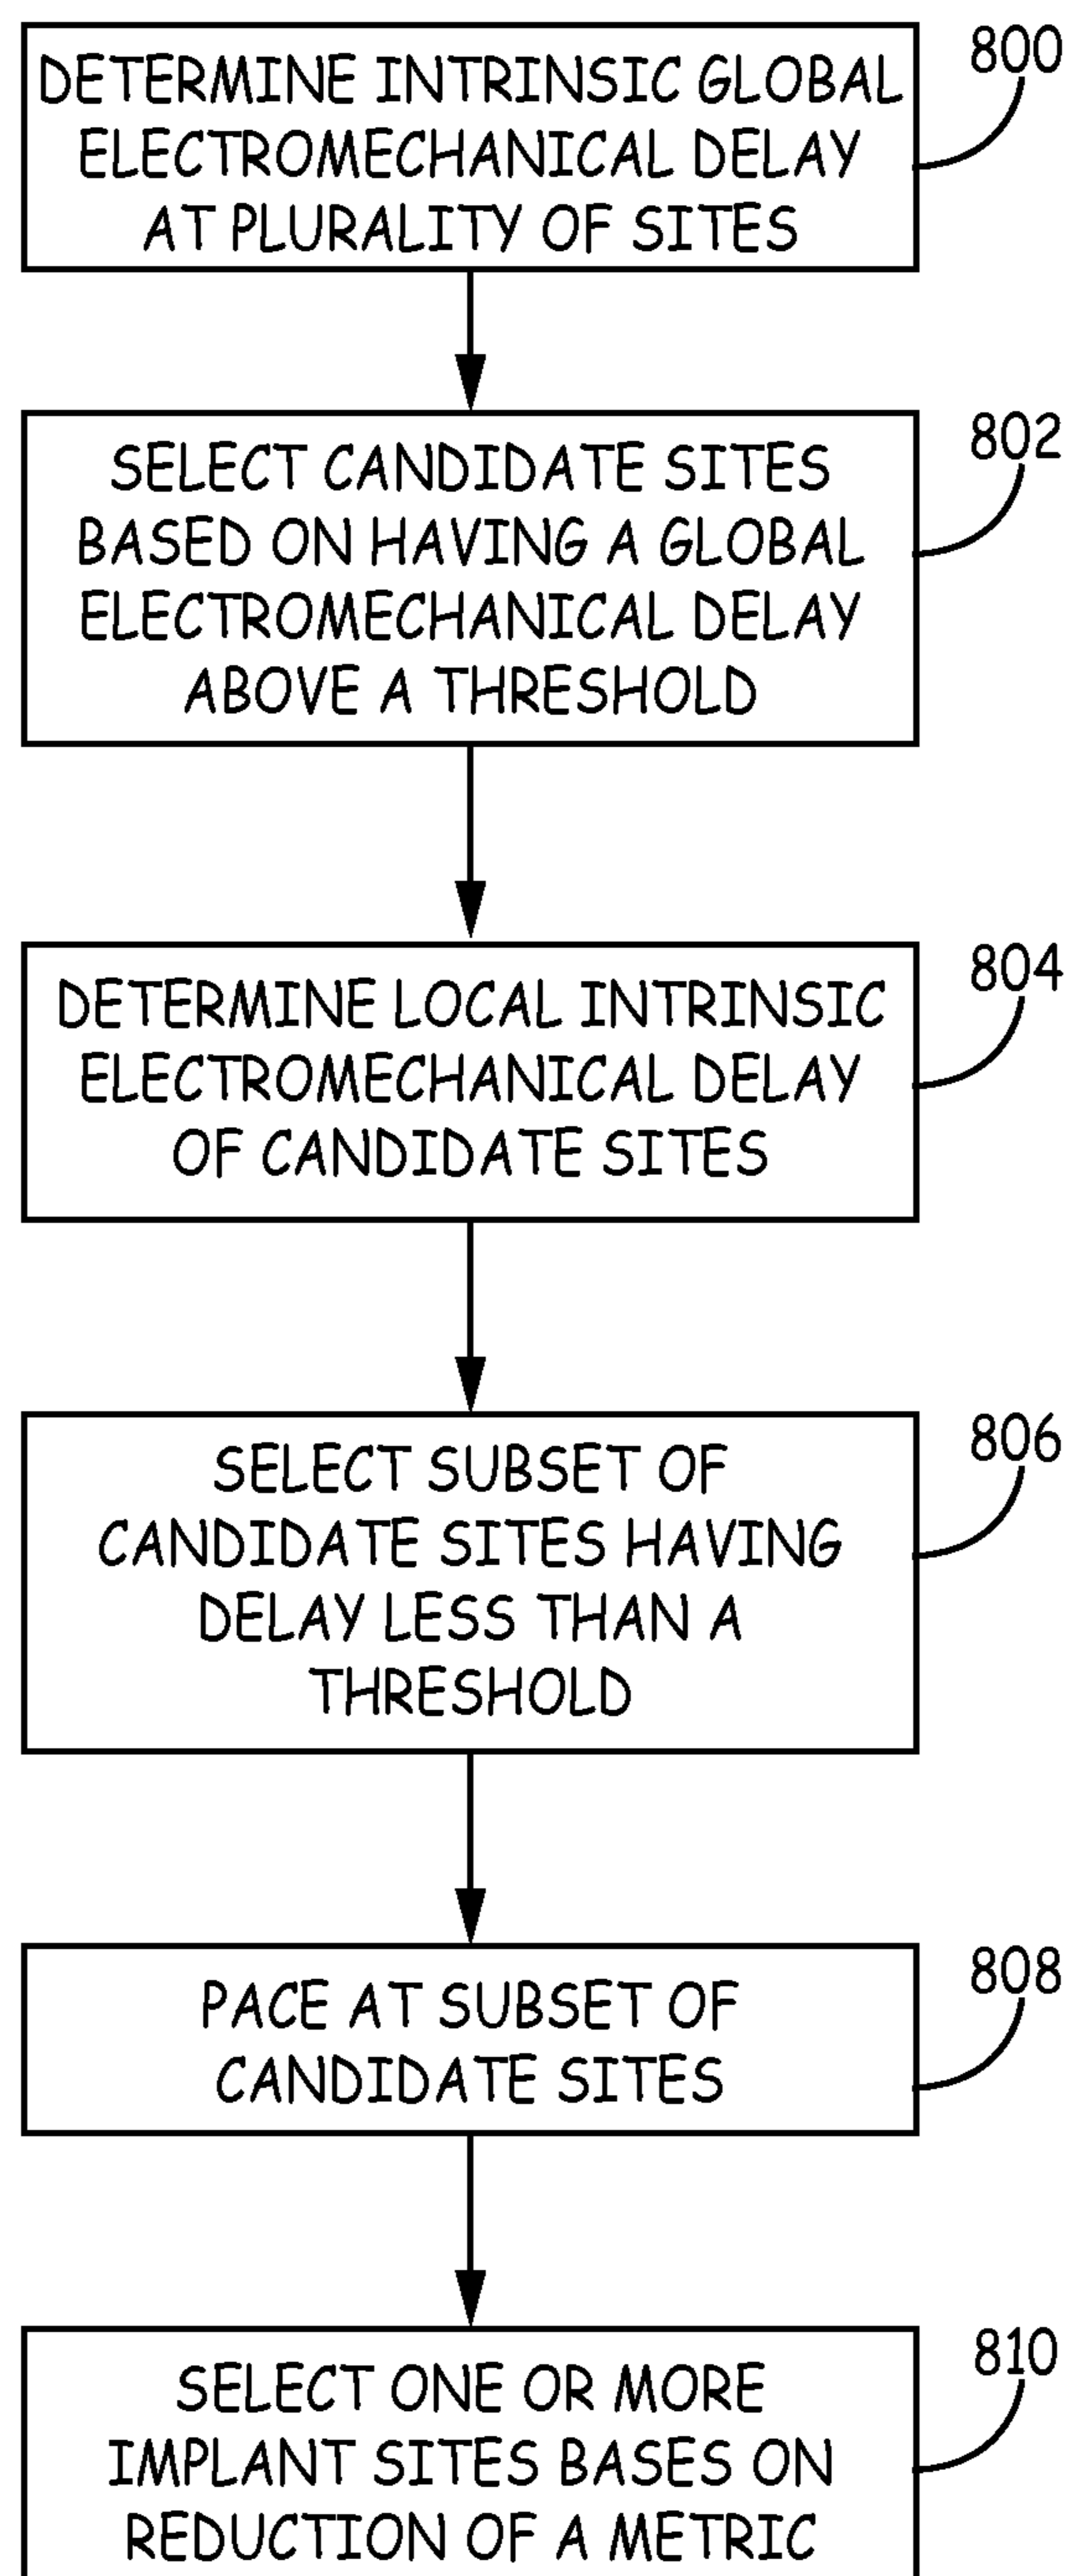 DETERMINE INTRINSIC GLOBAL
ELECTROMECHANICAL DELAY
AT PLURALITY OF SITES
800
SELECT CANDIDATE SITES
BASED ON HAVING A GLOBAL
ELECTROMECHANICAL DELAY
ABOVE A THRESHOLD
802
DETERMINE LOCAL INTRINSIC
ELECTROMECHANICAL DELAY
OF CANDIDATE SITES
804
SELECT SUBSET OF
CANDIDATE SITES HAVING
DELAY LESS THAN A
THRESHOLD
806
PACE AT SUBSET OF
CANDIDATE SITES
808
SELECT ONE OR MORE
IMPLANT SITES BASES ON
REDUCTION OF A METRIC
810